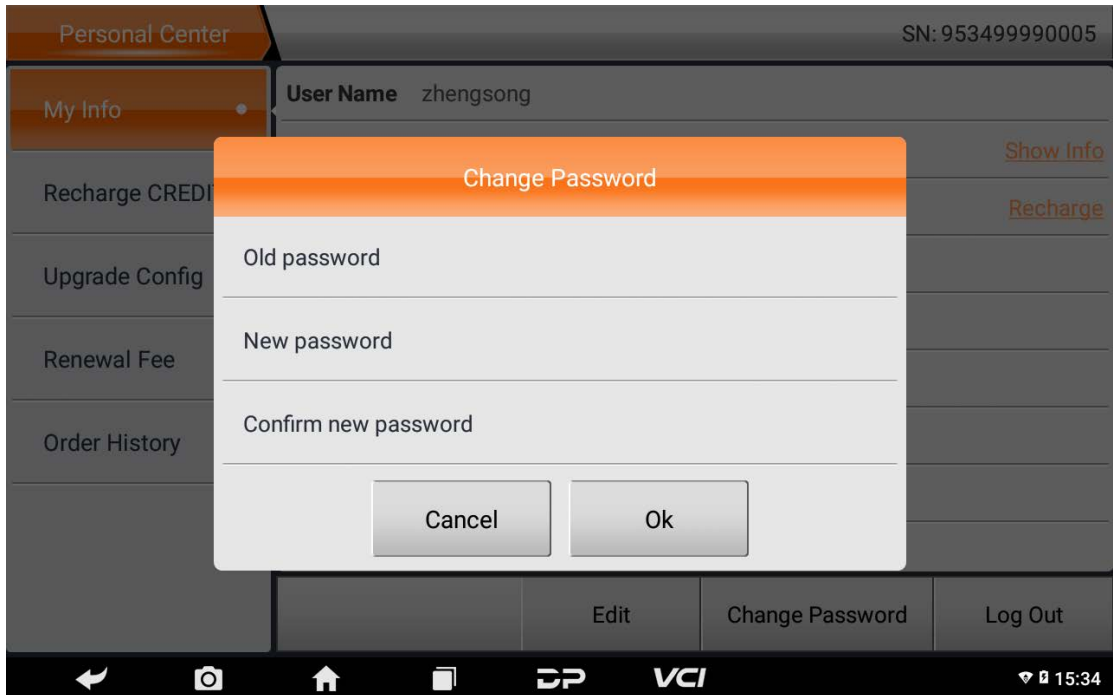 Personal Center
SN: 953499990005
My Info
User Name zhengsong
Show Info
Recharge CREDI
Recharge
Upgrade Config
Renewal Fee
Order History
Change Password
Old password
New password
Confirm new password
Cancel
Ok
Edit
Change Password
Log Out
DP
VCI
15:34